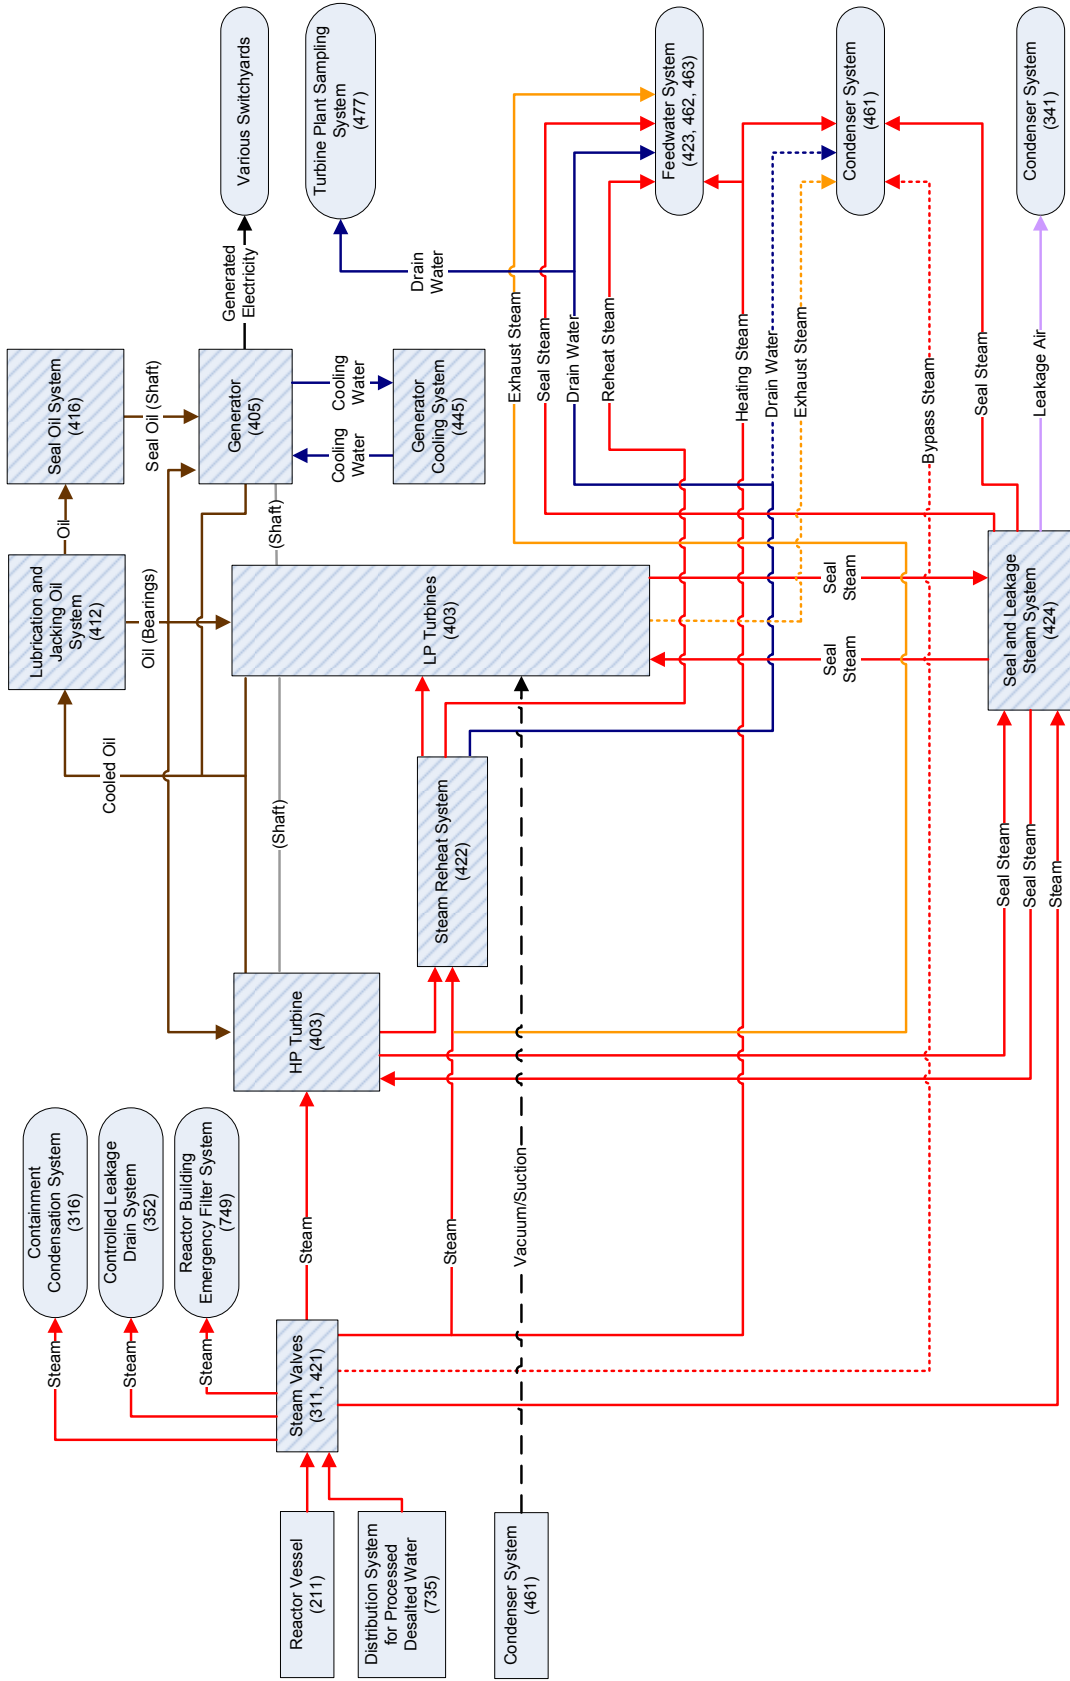 Containment
Condensation System
(316)
Controlled Leakage
Drain System
(352)
Reactor Building
Emergency Filter System
(749)
Steam
Steam
Steam
Reactor Vessel
(211)
Distribution System
for Processed
Desalted Water
(735)
Condenser System
(461)
Steam Valves
(311, 421)
Steam
Steam
Vacuum/Suction
HP Turbine
(403)
Steam Reheat System
(422)
(Shaft)
Cooled Oil
Lubrication and
Jacking Oil
System
(412)
Oil
Oil (Bearings)
Seal Oil System
(416)
Seal Oil (Shaft)
LP Turbines
(403)
(Shaft)
Generator
(405)
Cooling
Water
Cooling
Water
Generator
Cooling System
(445)
Generated
Electricity
Various Switchyards
Turbine Plant Sampling
System
(477)
Drain
Water
Exhaust Steam
Seal Steam
Drain Water
Reheat Steam
Feedwater System
(423, 462, 463)
Heating Steam
Drain Water
Exhaust Steam
Bypass Steam
Condenser System
(461)
Seal
Steam
Seal
Steam
Seal Steam
Seal Steam
Steam
Seal and Leakage
Steam System
(424)
Seal Steam
Leakage Air
Condenser System
(341)